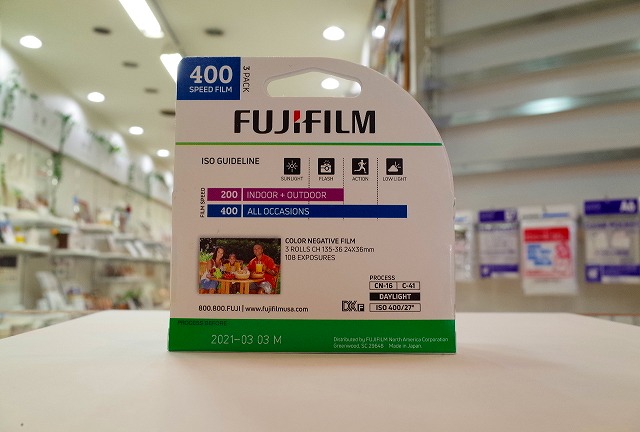 400
SPEED FILM
3 PACK
FUJIFILM
ISO GUIDELINE
SUNLIGHT
FLASH
ACTION
LOW LIGHT
FILM SPEED
200 INDOOR + OUTDOOR
400 ALL OCCASIONS
COLOR NEGATIVE FILM
3 ROLLS CH 135-36 24X36mm
108 EXPOSURES
PROCESS
CN-16 C-41
DAYLIGHT
ISO 400/27°
800.800.FUJI | www.fujifilmusa.com
DX F
PROCESS BEFORE
2021-03 03 M
Distributed by FUJIFILM North America Corporation
Greenwood, SC 29648 Made in Japan.
A6